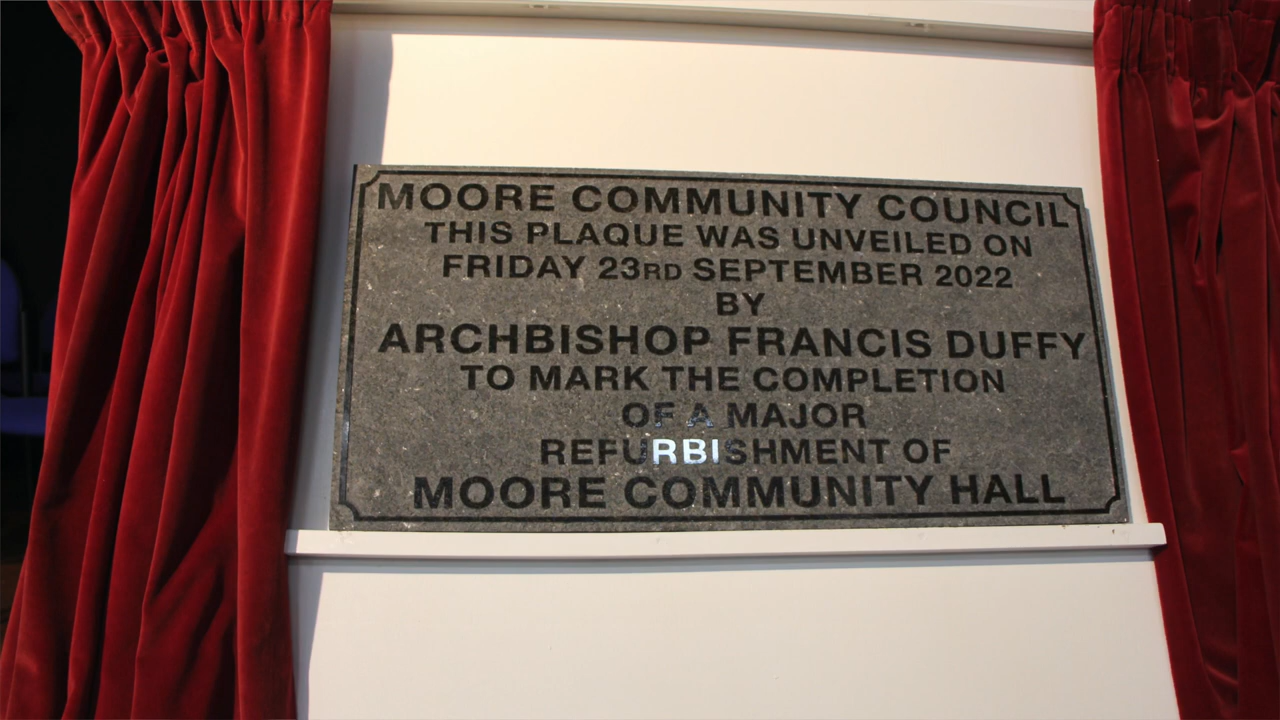 MOORE COMMUNITY COUNCIL
THIS PLAQUE WAS UNVEILED ON
FRIDAY 23RD SEPTEMBER 2022
BY
ARCHBISHOP FRANCIS DUFFY
TO MARK THE COMPLETION
OF A MAJOR
REFURBISHMENT OF
MOORE COMMUNITY HALL